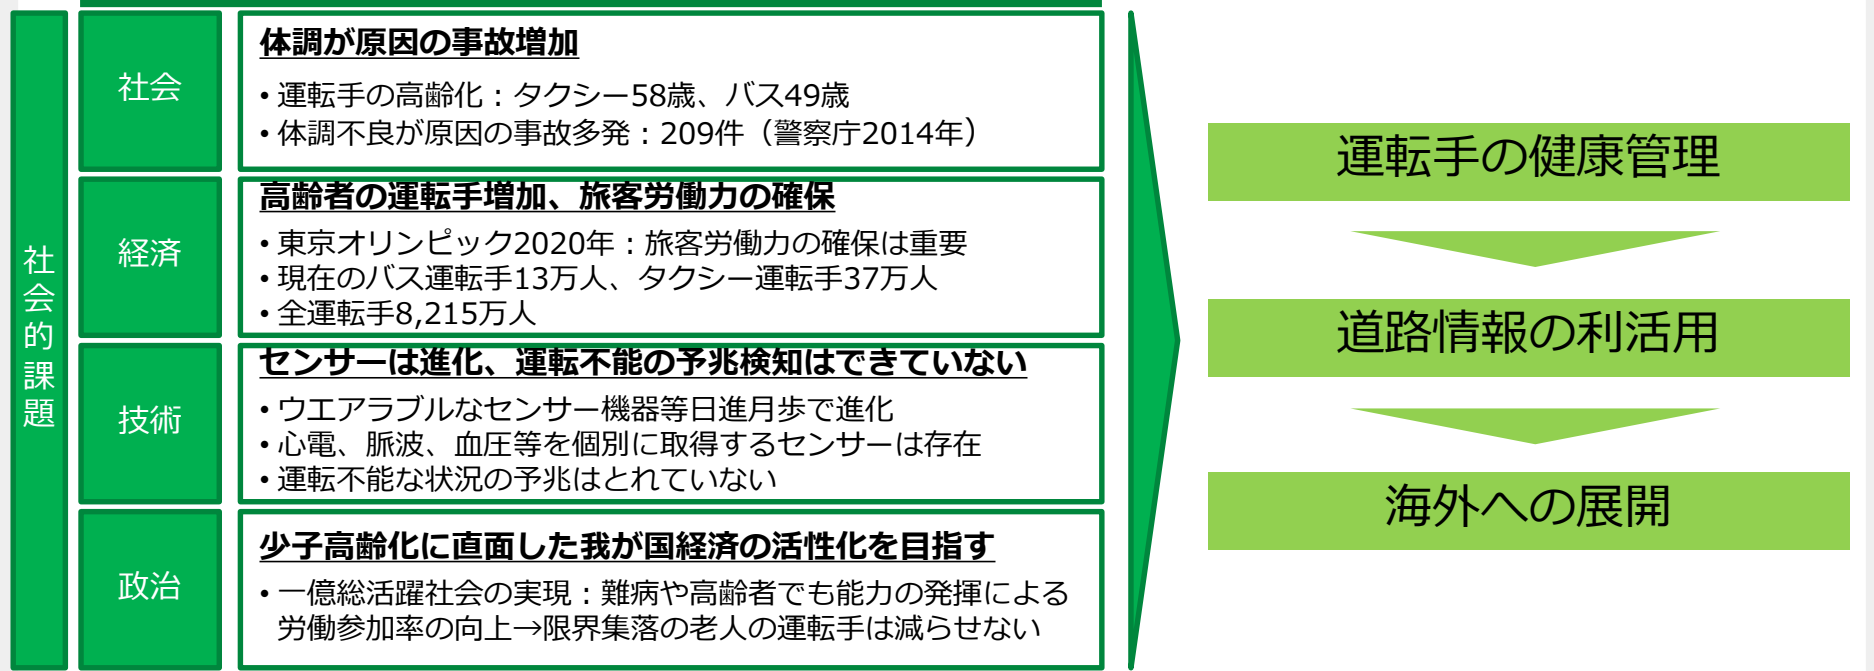 社会的課題
社会
体調が原因の事故増加
• 運転手の高齢化：タクシー58歳、バス49歳
• 体調不良が原因の事故多発：209件（警察庁2014年）
経済
高齢者の運転手増加、旅客労働力の確保
• 東京オリンピック2020年：旅客労働力の確保は重要
• 現在のバス運転手13万人、タクシー運転手37万人
• 全運転手8,215万人
技術
センサーは進化、運転不能の予兆検知はできていない
• ウエアラブルなセンサー機器等日進月歩で進化
• 心電、脈波、血圧等を個別に取得するセンサーは存在
• 運転不能な状況の予兆はとれていない
政治
少子高齢化に直面した我が国経済の活性化を目指す
• 一億総活躍社会の実現：難病や高齢者でも能力の発揮による
労働参加率の向上→限界集落の老人の運転手は減らせない
運転手の健康管理
道路情報の利活用
海外への展開